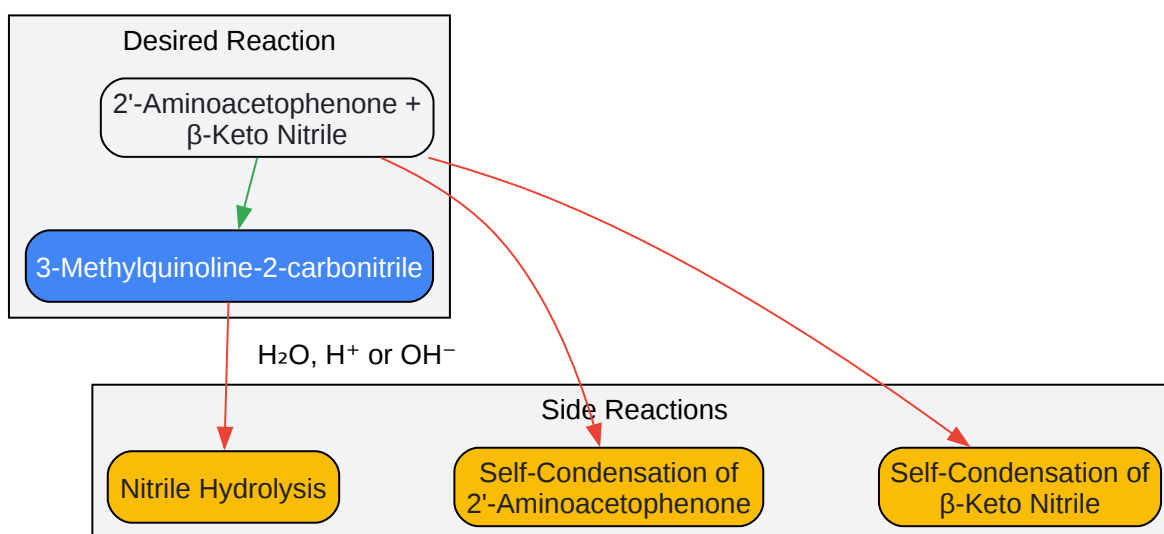 Desired Reaction
2'-Aminoacetophenone +
β-Keto Nitrile
3-Methylquinoline-2-carbonitrile
H₂O, H⁺ or OH⁻
Side Reactions
Nitrile Hydrolysis
Self-Condensation of
2'-Aminoacetophenone
Self-Condensation of
β-Keto Nitrile